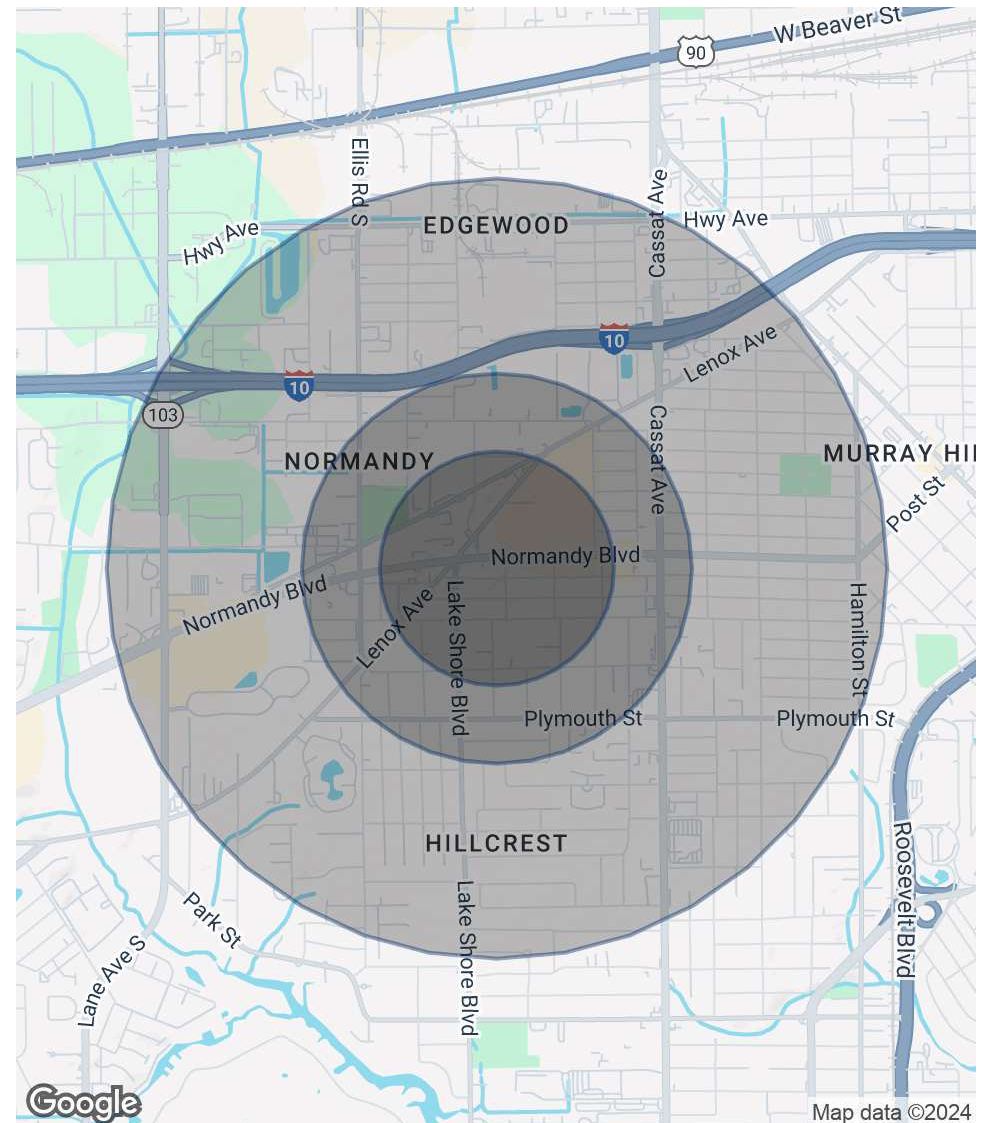 W Beaver St
90
Ellis Rd S
Cassat Ave
Hwy Ave
EDGEWOOD
Hwy Ave
10
Lenox Ave
10
103
Cassat Ave
NORMANDY
MURRAY HI
Post St
Normandy Blvd
Normandy Blvd
Lenox Ave
Lake Shore Blvd
Hamilton St
Plymouth St
Plymouth St
HILLCREST
Roosevelt Blvd
Park St
Lake Shore Blvd
Lane Ave S
Google
Map data ©2024